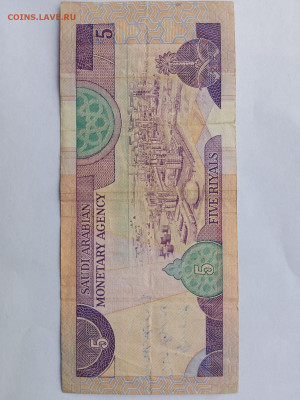 COINS.LAVE.RU
SAUDI ARABIAN
MONETARY AGENCY
FIVE RIYALS
5
5
5